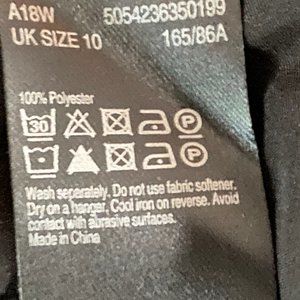 A18W 5054236350199
UK SIZE 10 165/86A
100% Polyester
30 P
P
Wash separately. Do not use fabric softener.
Dry on a hanger. Cool iron on reverse. Avoid
contact with abrasive surfaces.
Made in China